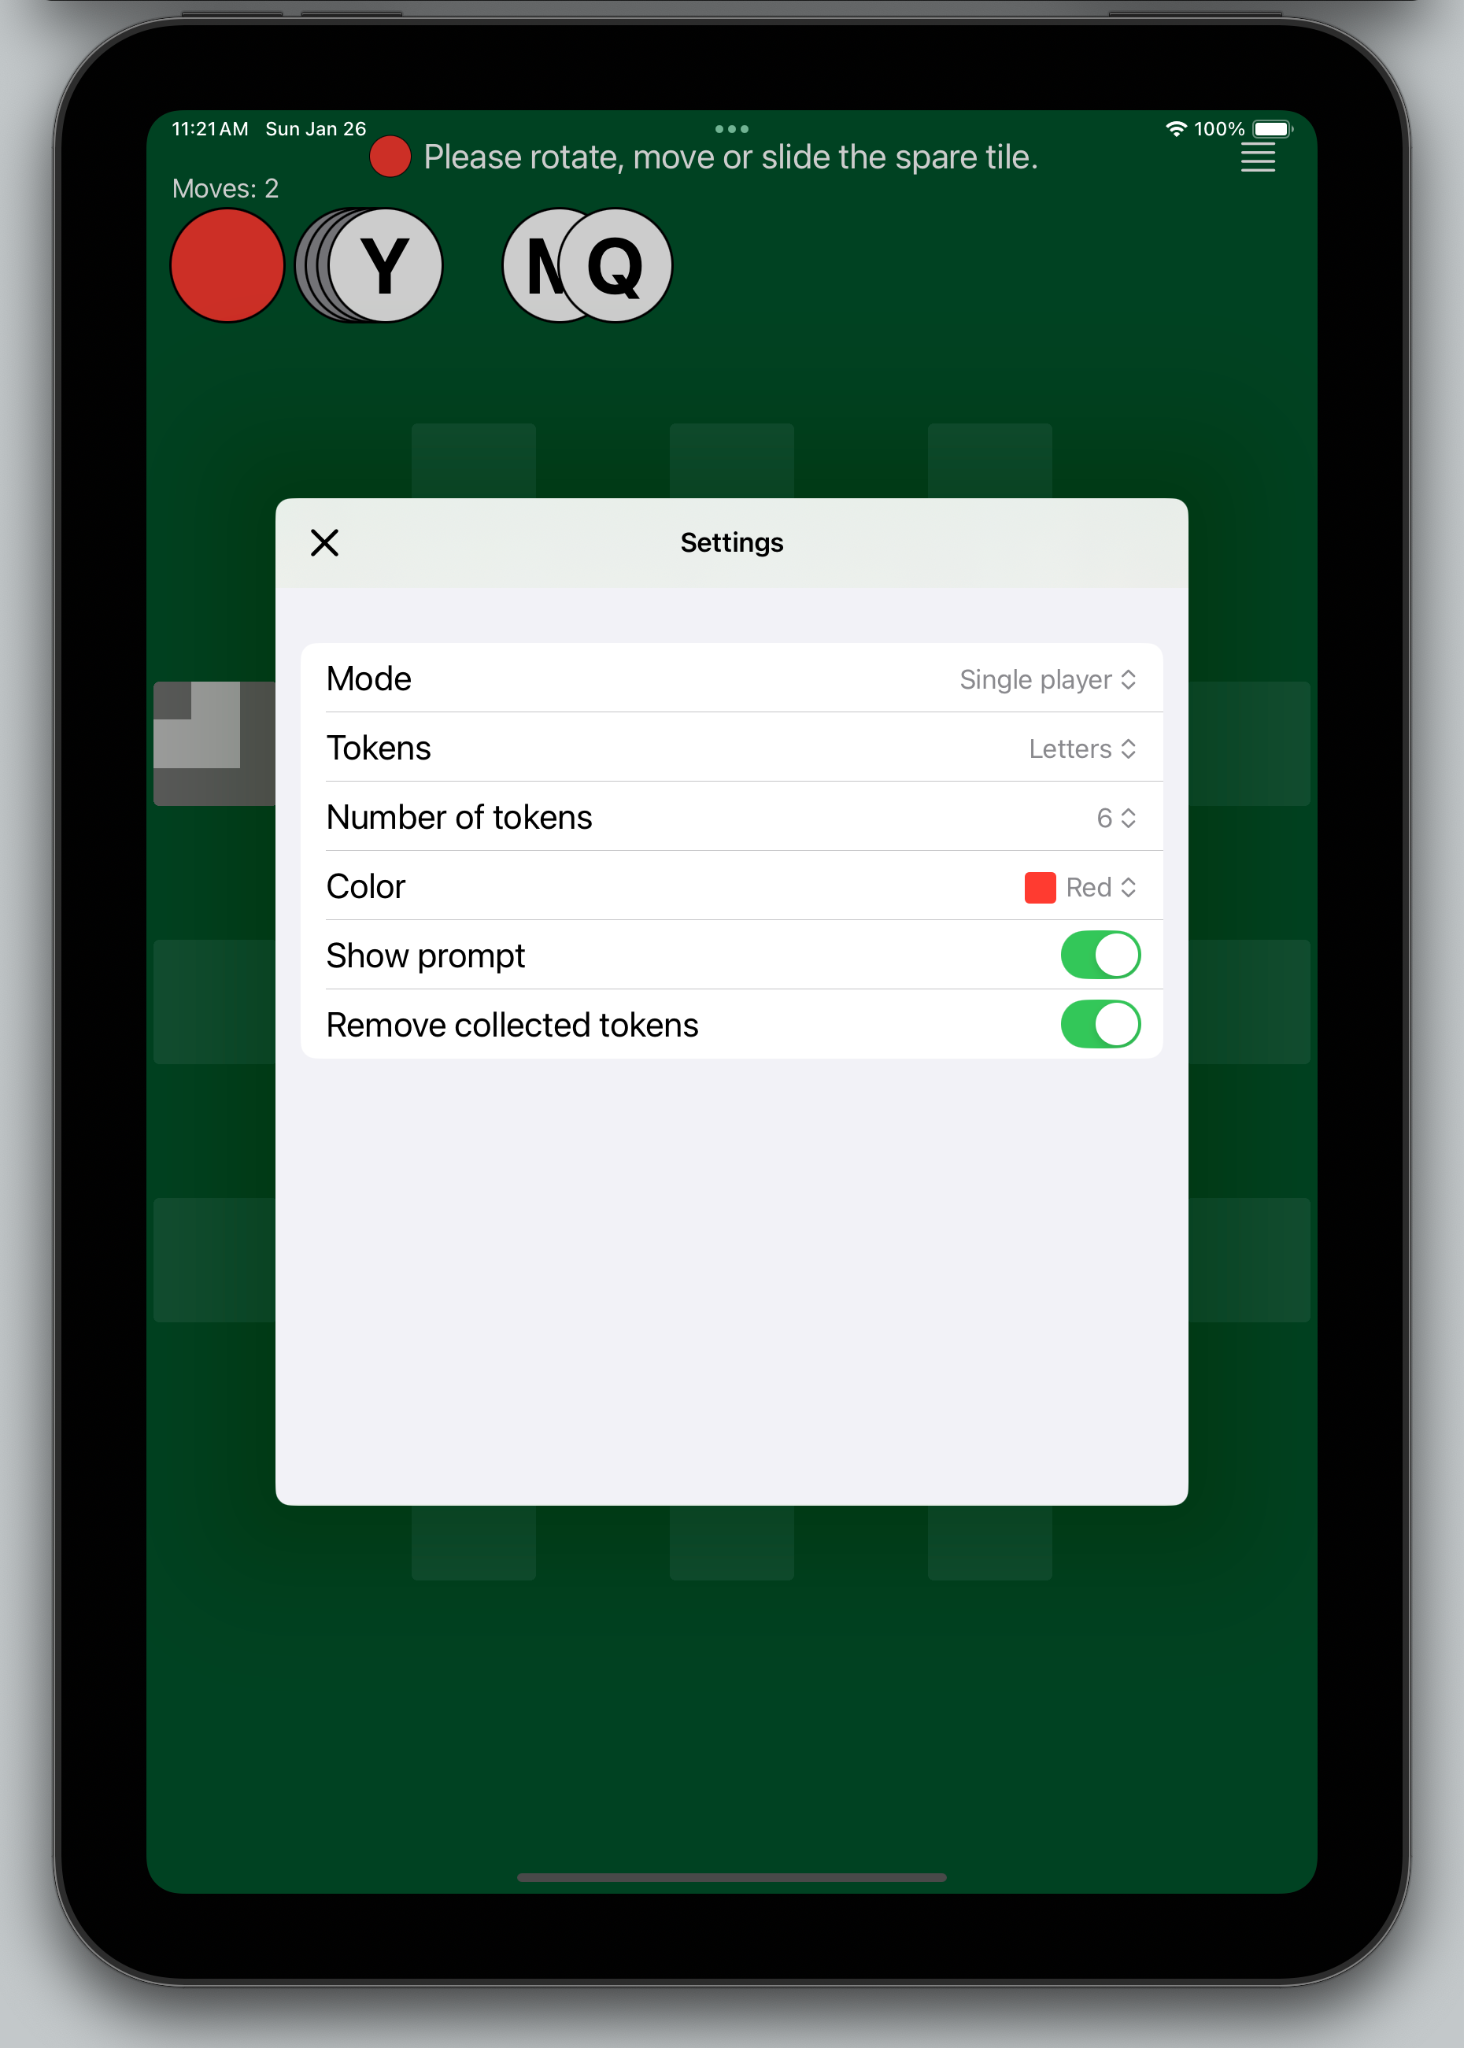 11:21 AM Sun Jan 26
100%
Please rotate, move or slide the spare tile.
Moves: 2
Y
Q
Settings
Mode
Single player
Tokens
Letters
Number of tokens
6
Color
Red
Show prompt
Remove collected tokens